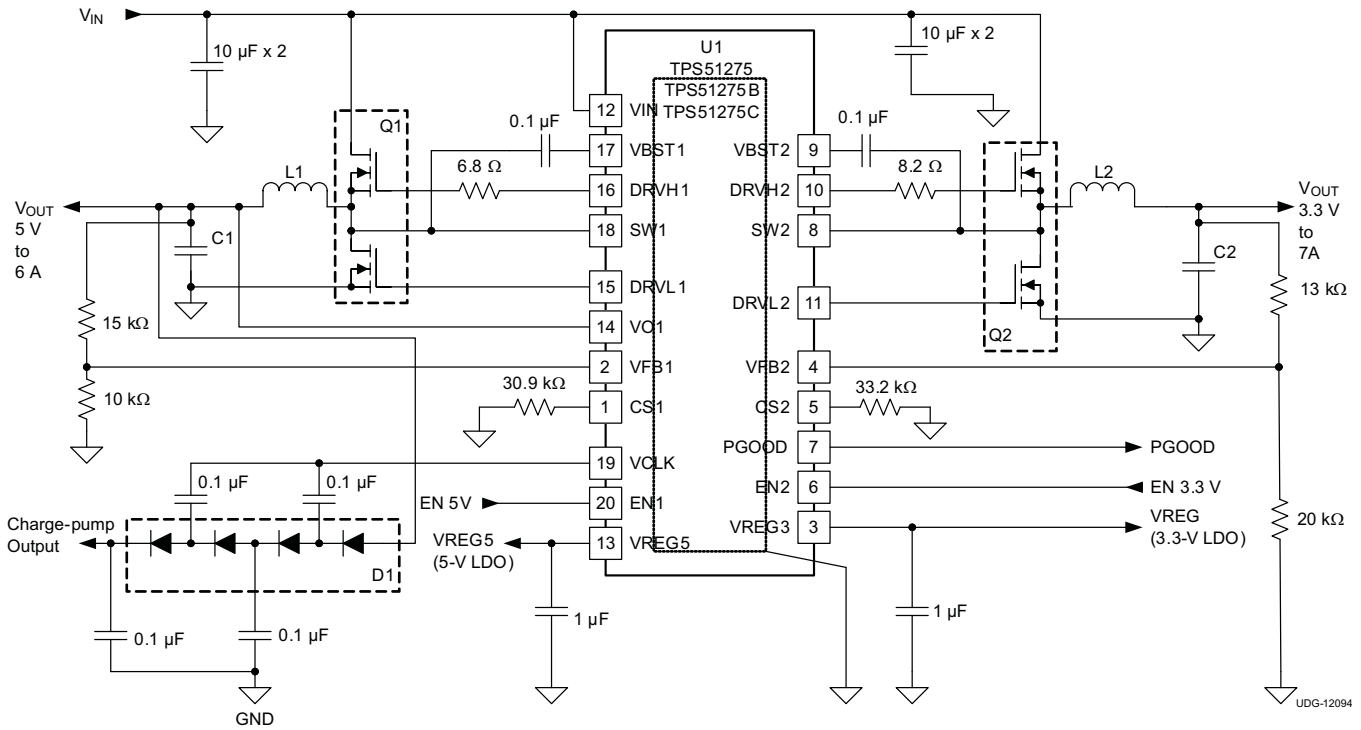 V_IN
10 µF x 2
10 µF x 2
U1
TPS51275
TPS51275B
TPS51275C
Q1
0.1 µF
12 VIN
0.1 µF
17 VBST1
VBST2 9
L1
6.8 Ω
16 DRVH1
DRVH2 10
8.2 Ω
L2
V_OUT
5 V
to
6 A
C1
18 SW1
SW2 8
V_OUT
3.3 V
to
7A
C2
15 DRVL1
DRVL2 11
13 kΩ
15 kΩ
14 VO1
Q2
2 VFB1
VFB2 4
10 kΩ
30.9 kΩ
1 CS1
CS2 5
33.2 kΩ
PGOOD 7
PGOOD
19 VCLK
0.1 µF
0.1 µF
EN2 6
EN 3.3 V
EN 5V
20 EN1
Charge-pump
Output
VREG5
(5-V LDO)
13 VREG5
VREG3 3
VREG
(3.3-V LDO)
20 kΩ
D1
0.1 µF
0.1 µF
1 µF
1 µF
GND
UDG-12094